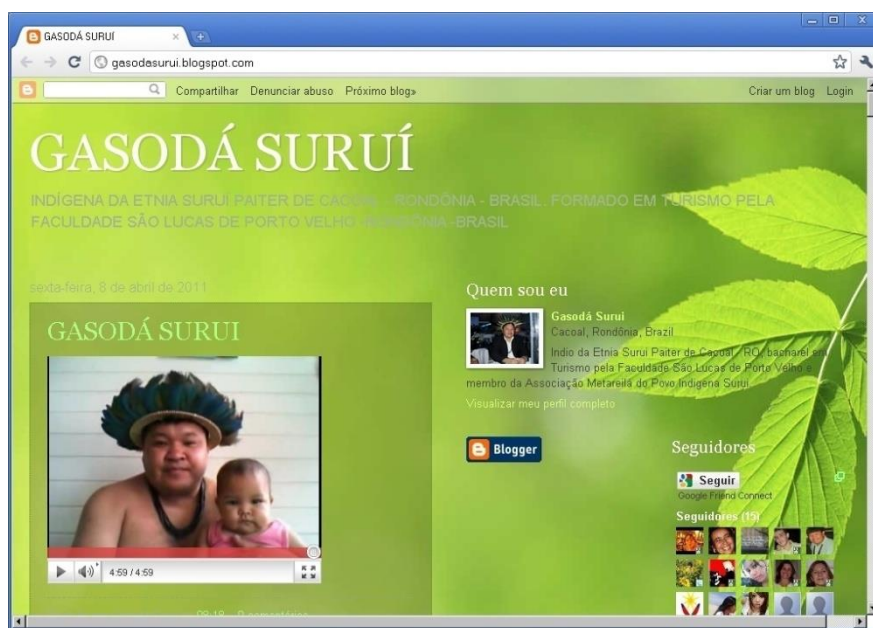 GASODÁ SURUÍ
gasodasurui.blogspot.com
Compartilhar Denunciar abuso Próximo blog»
Criar um blog Login
GASODÁ SURUÍ
INDÍGENA DA ETNIA SURUÍ PAITER DE CACOAL - RONDÔNIA - BRASIL. FORMADO EM TURISMO PELA
FACULDADE SÃO LUCAS DE PORTO VELHO -RONDÔNIA -BRASIL
sexta-feira, 8 de abril de 2011
GASODÁ SURUI
4:59 / 4:59
09:18 0 comentários
Quem sou eu
Gasodá Surui
Cacoal, Rondônia, Brazil
Indio da Etnia Surui Paiter de Cacoal / RO, bacharel em
Turismo pela Faculdade São Lucas de Porto Velho e
membro da Associação Metareilá do Povo Indígena Surui
Visualizar meu perfil completo
Blogger
Seguidores
Seguir
Google Friend Connect
Seguidores (15)